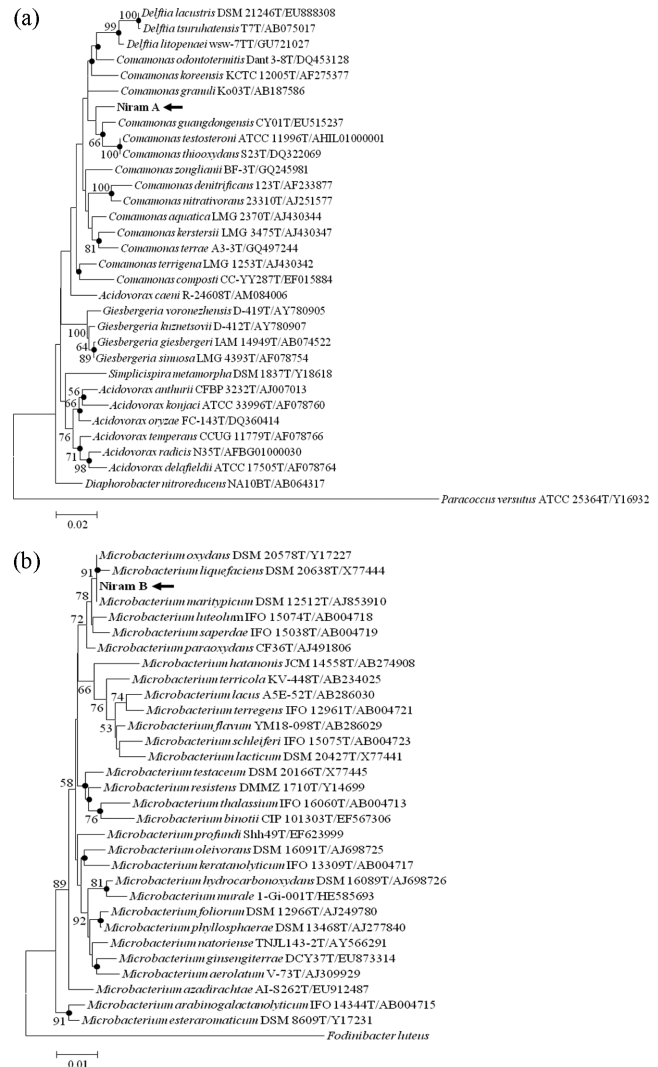 (a)
Delftia lacustris DSM 21246T/EU888308
100
Delftia tsuruhatensis T7T/AB075017
99
Delftia litopenaei wsw-7TT/GU721027
Comamonas odontotermitis Dant 3-8T/DQ453128
Comamonas koreensis KCTC 12005T/AF275377
Comamonas granuli Ko03T/AB187586
Niram A
Comamonas guangdongensis CY01T/EU515237
66
Comamonas testosteroni ATCC 11996T/AHIL01000001
100
Comamonas thiooxydans S23T/DQ322069
Comamonas zonglianii BF-3T/GQ245981
100
Comamonas denitrificans 123T/AF233877
Comamonas nitrativorans 23310T/AJ251577
Comamonas aquatica LMG 2370T/AJ430344
Comamonas kerstersii LMG 3475T/AJ430347
81
Comamonas terrae A3-3T/GQ497244
Comamonas terrigena LMG 1253T/AJ430342
Comamonas composti CC-YY287T/EF015884
Acidovorax caeni R-24608T/AM084006
Giesbergeria voronezhensis D-419T/AY780905
100
Giesbergeria kuznetsovii D-412T/AY780907
64
Giesbergeria giesbergeri IAM 14949T/AB074522
89
Giesbergeria sinuosa LMG 4393T/AF078754
Simplicispira metamorpha DSM 1837T/Y18618
56
Acidovorax anthurii CFBP 3232T/AJ007013
66
Acidovorax konjaci ATCC 33996T/AF078760
Acidovorax oryzae FC-143T/DQ360414
76
Acidovorax temperans CCUG 11779T/AF078766
71
Acidovorax radicis N35T/AFBG01000030
98
Acidovorax delafieldii ATCC 17505T/AF078764
Diaphorobacter nitroreducens NA10BT/AB064317
Paracoccus versutus ATCC 25364T/Y16932
0.02
(b)
Microbacterium oxydans DSM 20578T/Y17227
91
Microbacterium liquefaciens DSM 20638T/X77444
Niram B
78
Microbacterium maritypicum DSM 12512T/AJ853910
72
Microbacterium luteolum IFO 15074T/AB004718
Microbacterium saperdae IFO 15038T/AB004719
Microbacterium paraoxydans CF36T/AJ491806
Microbacterium hatanonis JCM 14558T/AB274908
66
Microbacterium terricola KV-448T/AB234025
76
74
Microbacterium lacus A5E-52T/AB286030
Microbacterium terregens IFO 12961T/AB004721
53
Microbacterium flavum YM18-098T/AB286029
Microbacterium schleiferi IFO 15075T/AB004723
Microbacterium lacticum DSM 20427T/X77441
Microbacterium testaceum DSM 20166T/X77445
58
Microbacterium resistens DMMZ 1710T/Y14699
Microbacterium thalassium IFO 16060T/AB004713
76
Microbacterium binotii CIP 101303T/EF567306
Microbacterium profundi Shh49T/EF623999
Microbacterium oleivorans DSM 16091T/AJ698725
Microbacterium keratanolyticum IFO 13309T/AB004717
89
81
Microbacterium hydrocarbonoxydans DSM 16089T/AJ698726
Microbacterium murale 1-Gi-001T/HE585693
92
Microbacterium foliorum DSM 12966T/AJ249780
Microbacterium phyllosphaerae DSM 13468T/AJ277840
Microbacterium natoriense TNJL143-2T/AY566291
Microbacterium ginsengiterrae DCY37T/EU873314
Microbacterium aerolatum V-73T/AJ309929
Microbacterium azadirachtae AI-S262T/EU912487
Microbacterium arabinogalactanolyticum IFO 14344T/AB004715
91
Microbacterium esteraromaticum DSM 8609T/Y17231
Fodinibacter luteus
0.01